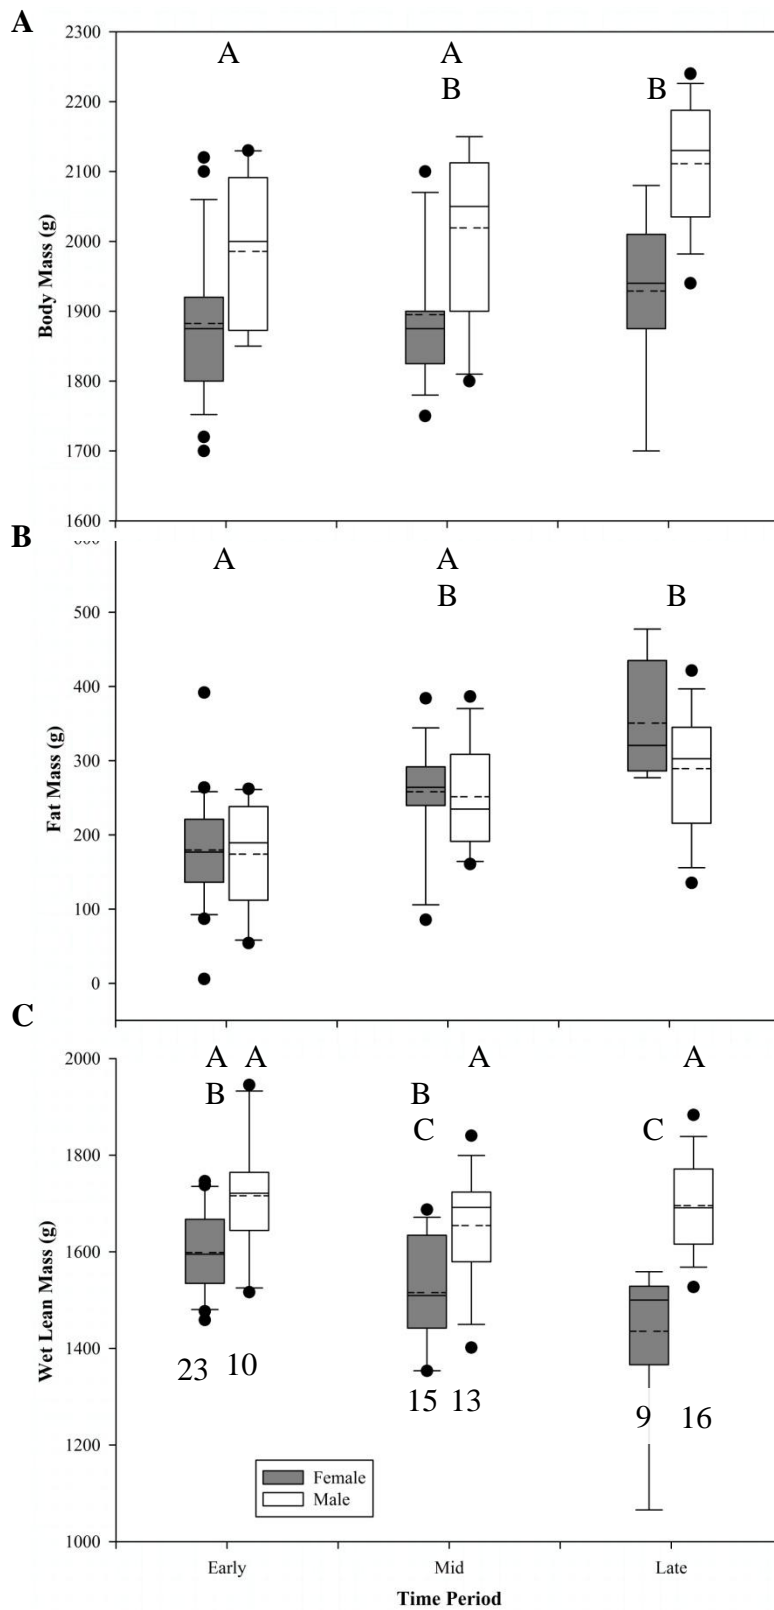 A
2300
2200
2100
2000
1900
1800
1700
1600
Body Mass (g)
A
A
B
B
B
500
400
300
200
100
0
Fat Mass (g)
A
A
B
B
C
2000
1800
1600
1400
1200
1000
Wet Lean Mass (g)
A A
B
A
B
C
A
C
23 10
15 13
9 16
Female
Male
Early Mid Late
Time Period